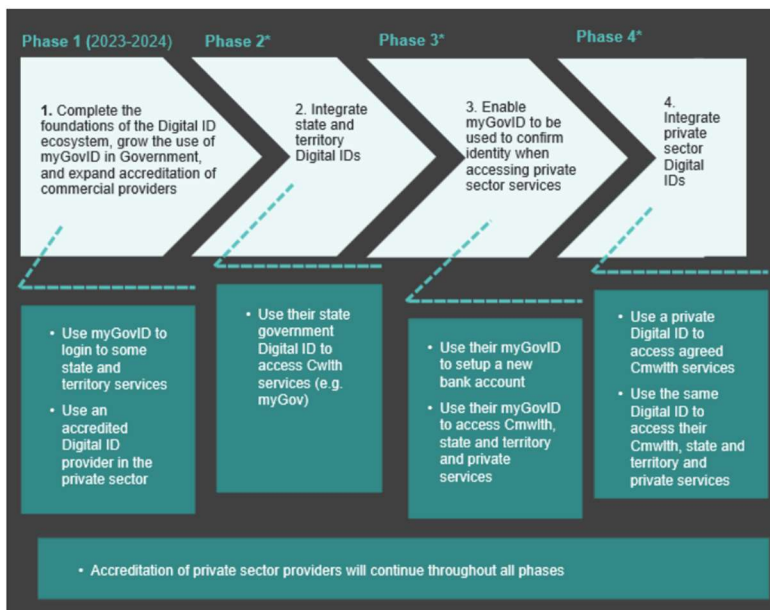 Phase 1 (2023-2024)
Phase 2*
Phase 3*
Phase 4*
1. Complete the
foundations of the Digital ID
ecosystem, grow the use of
myGovID in Government,
and expand accreditation of
commercial providers
2. Integrate
state and
territory
Digital IDs
3. Enable
myGovID to be
used to confirm
identity when
accessing private
sector services
4.
Integrate
private
sector
Digital
IDs
• Use myGovID to
login to some
state and
territory services
• Use an
accredited
Digital ID
provider in the
private sector
• Use their state
government
Digital ID to
access Cwlth
services (e.g.
myGov)
• Use their myGovID
to setup a new
bank account
• Use their myGovID
to access Cmwlth,
state and territory
and private
services
• Use a private
Digital ID to
access agreed
Cmwlth services
• Use the same
Digital ID to
access their
Cmwlth, state and
territory and
private services
• Accreditation of private sector providers will continue throughout all phases